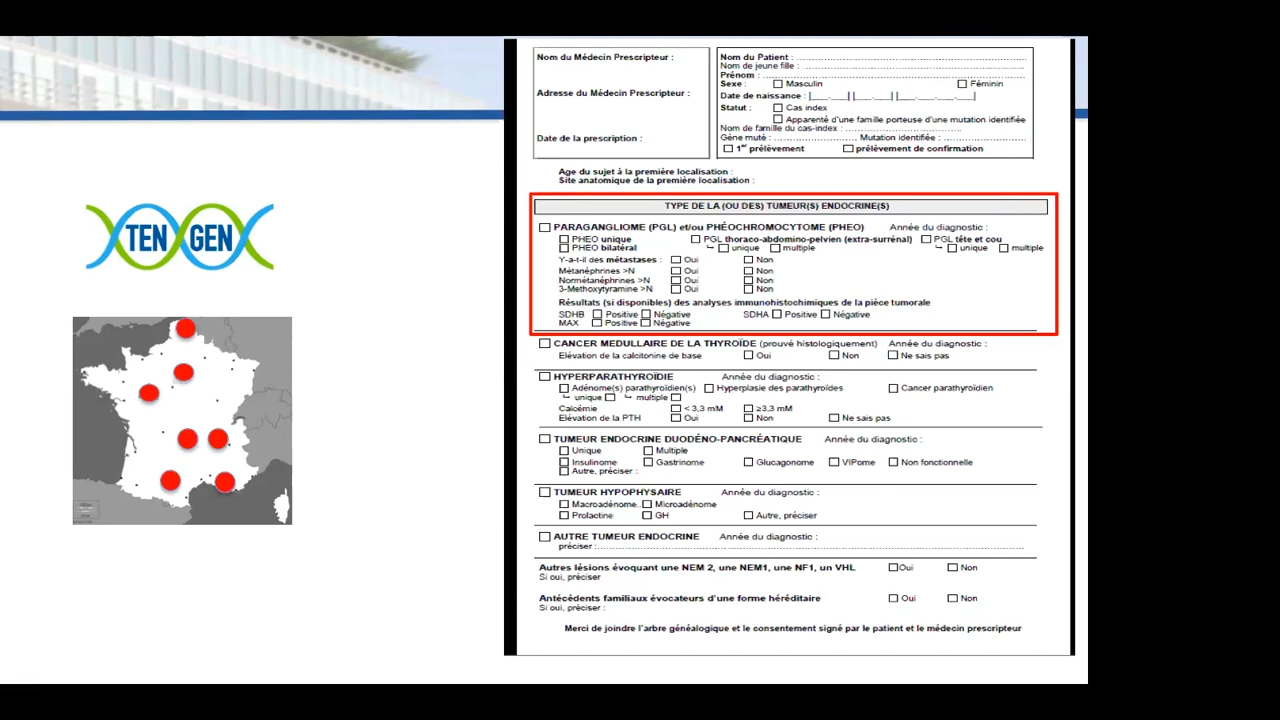 TEN GEN
Nom du Médecin Prescripteur :
Adresse du Médecin Prescripteur :
Date de la prescription :
Nom du Patient :
Nom de jeune fille :
Prénom :
Sexe : Masculin Féminin
Date de naissance :
Statut : Cas index
Apparenté d'une famille porteuse d'une mutation identifiée
Nom de famille du cas-index :
Gène muté : Mutation identifiée :
1er prélèvement prélèvement de confirmation
Age du sujet à la première localisation :
Site anatomique de la première localisation :
TYPE DE LA (OU DES) TUMEUR(S) ENDOCRINE(S)
PARAGANGLIOME (PGL) et/ou PHÉOCHROMOCYTOME (PHEO) Année du diagnostic :
PHEO unique PGL thoraco-abdomino-pelvien (extra-surrénal) PGL tête et cou
PHEO bilatéral unique multiple unique multiple
Y-a-t-il des métastases : Oui Non
Métanéphrines >N Oui Non
Normétanéphrines >N Oui Non
3-Methoxytyramine >N Oui Non
Résultats (si disponibles) des analyses immunohistochimiques de la pièce tumorale
SDHB Positive Négative SDHA Positive Négative
MAX Positive Négative
CANCER MEDULLAIRE DE LA THYROÏDE (prouvé histologiquement) Année du diagnostic :
Elévation de la calcitonine de base Oui Non Ne sais pas
HYPERPARATHYROÏDIE Année du diagnostic :
Adénome(s) parathyroïdien(s) Hyperplasie des parathyroïdes Cancer parathyroïdien
unique multiple
Calcémie < 3,3 mM ≥3,3 mM
Elévation de la PTH Oui Non Ne sais pas
TUMEUR ENDOCRINE DUODÉNO-PANCRÉATIQUE Année du diagnostic :
Unique Multiple
Insulinome Gastrinome Glucagonome VIPome Non fonctionnelle
Autre, préciser :
TUMEUR HYPOPHYSAIRE Année du diagnostic :
Macroadénome.. Microadénome
Prolactine GH Autre, préciser
AUTRE TUMEUR ENDOCRINE Année du diagnostic :
préciser :
Autres lésions évoquant une NEM 2, une NEM1, une NF1, un VHL Oui Non
Si oui, préciser
Antécédents familiaux évocateurs d'une forme héréditaire Oui Non
Si oui, préciser :
Merci de joindre l'arbre généalogique et le consentement signé par le patient et le médecin prescripteur